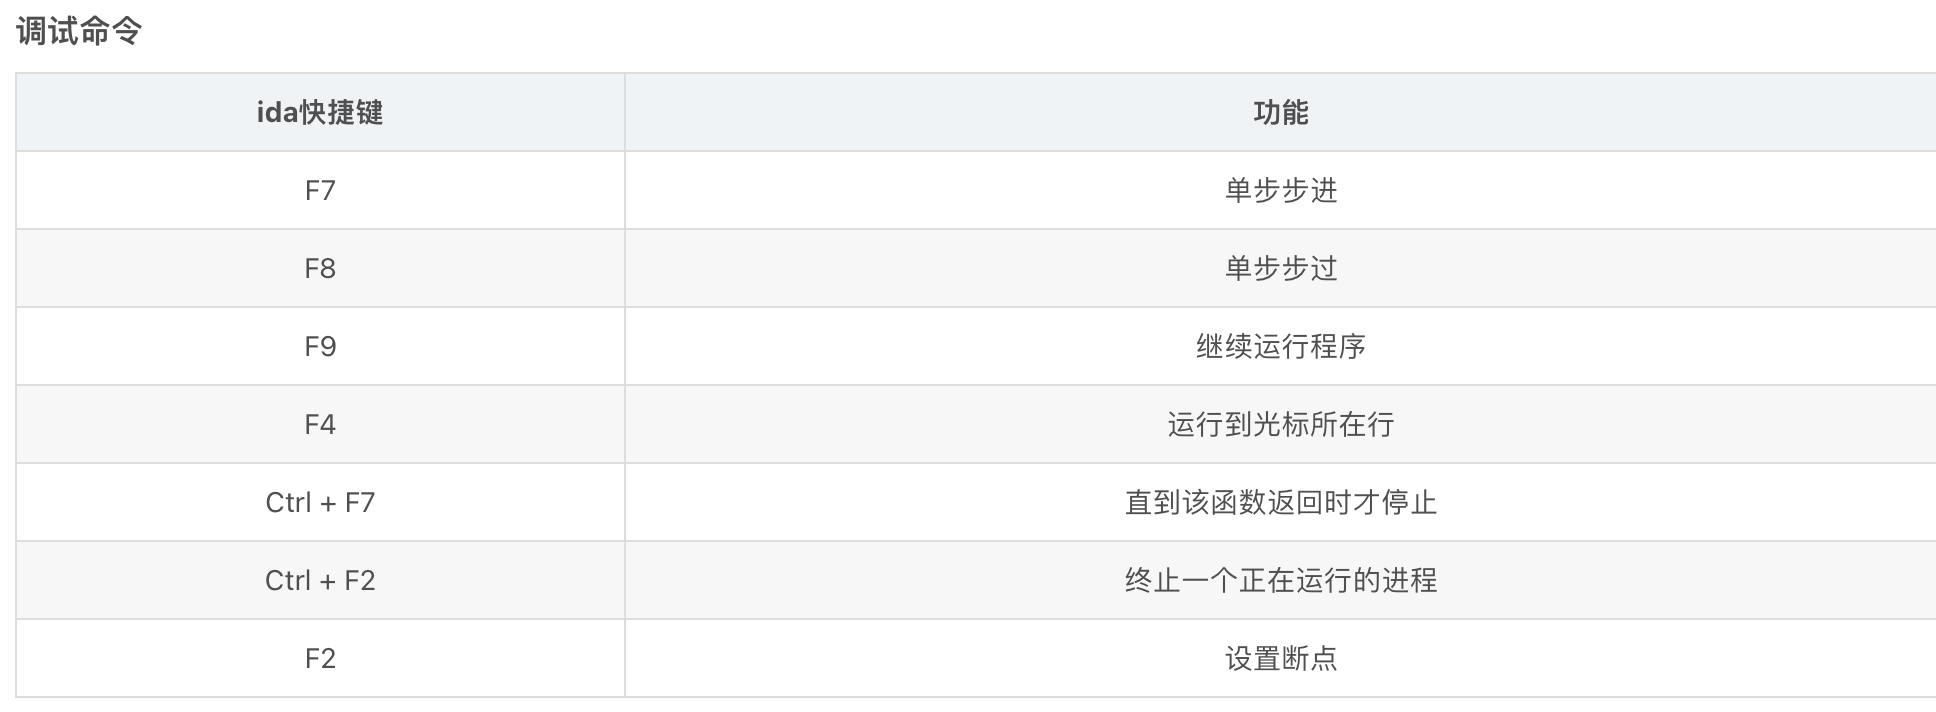 调试命令
ida快捷键 功能
F7 单步步进
F8 单步步过
F9 继续运行程序
F4 运行到光标所在行
Ctrl + F7 直到该函数返回时才停止
Ctrl + F2 终止一个正在运行的进程
F2 设置断点